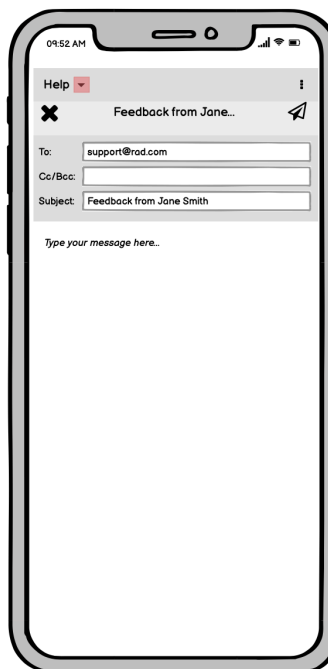 09:52 AM
Help
Feedback from Jane...
To: support@rad.com
Cc/Bcc:
Subject: Feedback from Jane Smith
Type your message here...